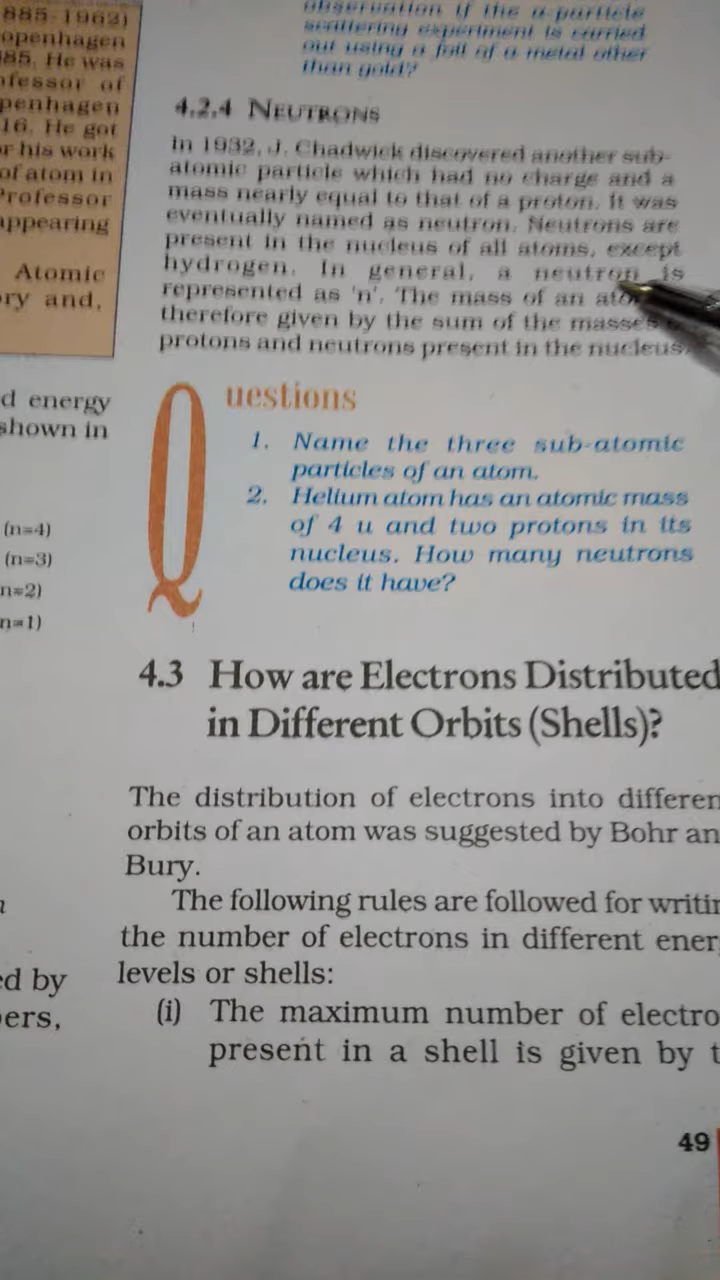 885-1962)
openhagen
85. He was
ofessor of
penhagen
16. He got
r his work
of atom in
Professor
appearing
Atomic
ry and,
d energy
shown in
(n=4)
(n=3)
n=2)
n=1)
ed by
bers,
observation if the α-particle
scattering experiment is carried
out using a foil of a metal other
than gold?
4.2.4 NEUTRONS
In 1932, J. Chadwick discovered another sub-
atomic particle which had no charge and a
mass nearly equal to that of a proton. It was
eventually named as neutron. Neutrons are
present in the nucleus of all atoms, except
hydrogen. In general, a neutron is
represented as 'n'. The mass of an ato
therefore given by the sum of the masses
protons and neutrons present in the nucleus.
Questions
1. Name the three sub-atomic
particles of an atom.
2. Helium atom has an atomic mass
of 4 u and two protons in its
nucleus. How many neutrons
does it have?
4.3 How are Electrons Distributed
in Different Orbits (Shells)?
The distribution of electrons into differen
orbits of an atom was suggested by Bohr an
Bury.
The following rules are followed for writin
the number of electrons in different energ
levels or shells:
(i) The maximum number of electro
present in a shell is given by t
49